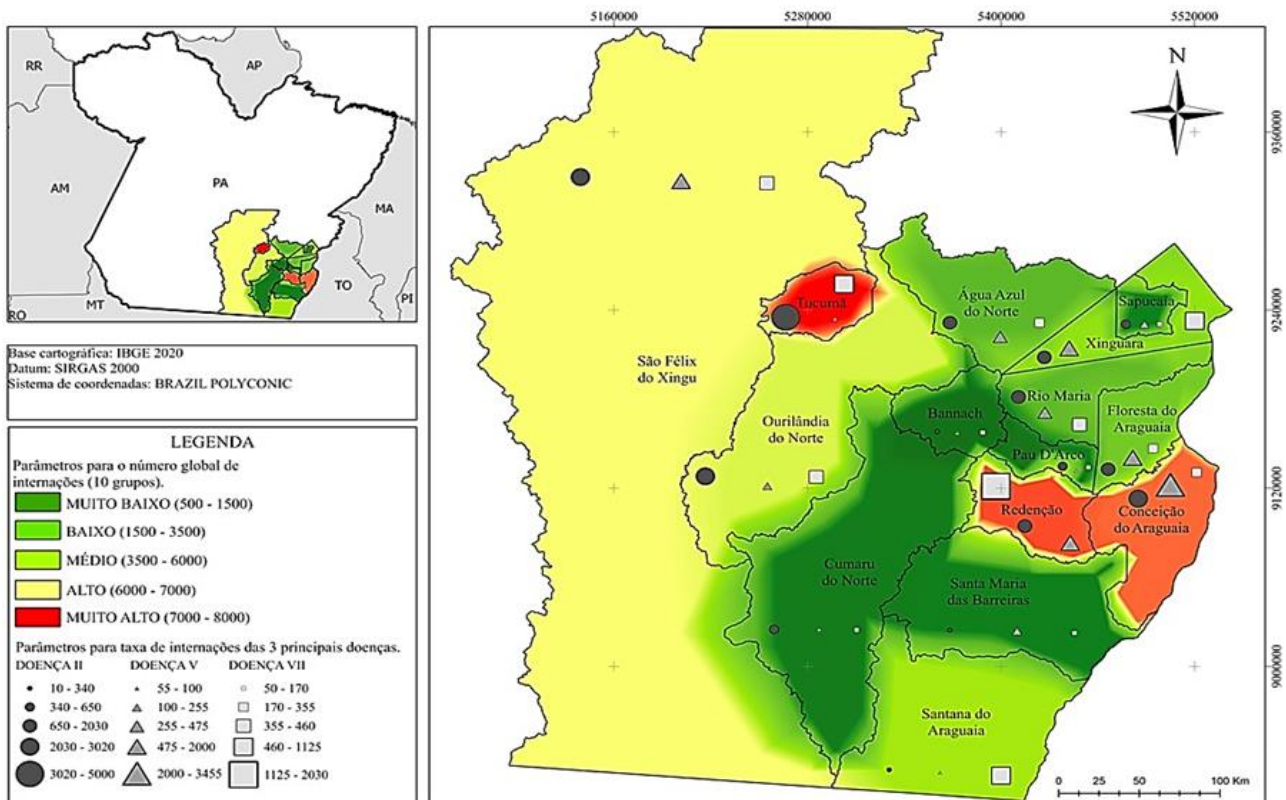 RR
AP
AM
PA
MA
MT
TO
PI
RO
Base cartográfica: IBGE 2020
Datum: SIRGAS 2000
Sistema de coordenadas: BRAZIL POLYCONIC
LEGENDA
Parâmetros para o número global de
internações (10 grupos).
MUITO BAIXO (500 - 1500)
BAIXO (1500 - 3500)
MÉDIO (3500 - 6000)
ALTO (6000 - 7000)
MUITO ALTO (7000 - 8000)
Parâmetros para taxa de internações das 3 principais doenças.
DOENÇA II DOENÇA V DOENÇA VII
10 - 340 55 - 100 50 - 170
340 - 650 100 - 255 170 - 355
650 - 2030 255 - 475 355 - 460
2030 - 3020 475 - 2000 460 - 1125
3020 - 5000 2000 - 3455 1125 - 2030
5160000 5280000 5400000 5520000
N
9360000
9240000
9120000
9000000
Tucumã
Água Azul
do Norte
Sapucaia
Xinguara
São Félix
do Xingu
Rio Maria
Bannach
Floresta do
Araguaia
Ourilândia
do Norte
Pau D'Arco
Redenção
Conceição
do Araguaia
Cumaru
do Norte
Santa Maria
das Barreiras
Santana do
Araguaia
0 25 50 100 Km
5160000 5280000 5400000 5520000